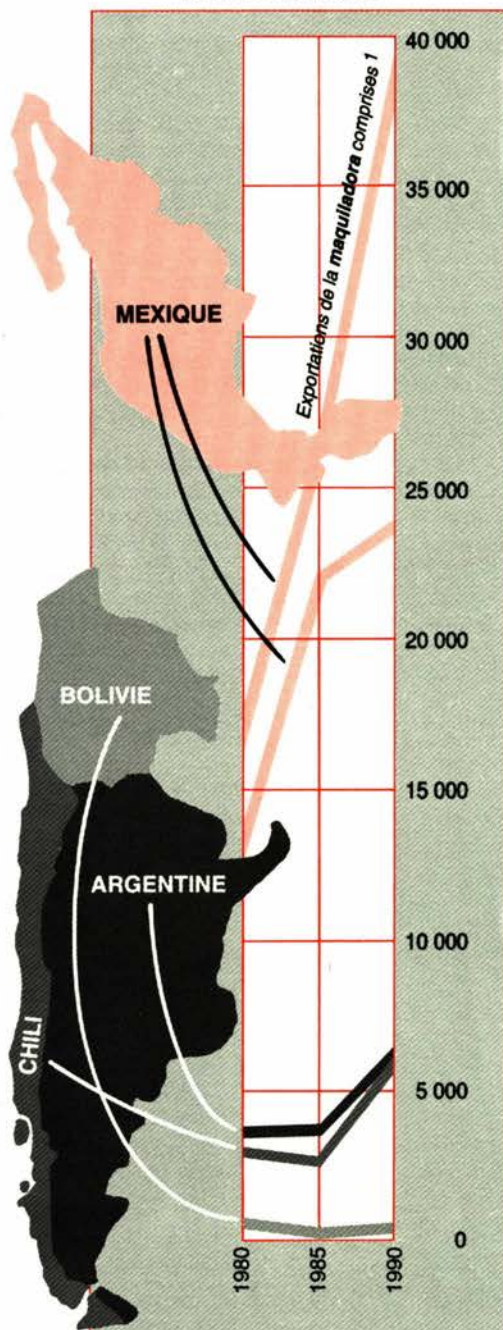 40 000
Exportations de la maquilladora comprises 1
35 000
MEXIQUE
30 000
25 000
20 000
BOLIVIE
15 000
ARGENTINE
10 000
CHILI
5 000
0
1980
1985
1990